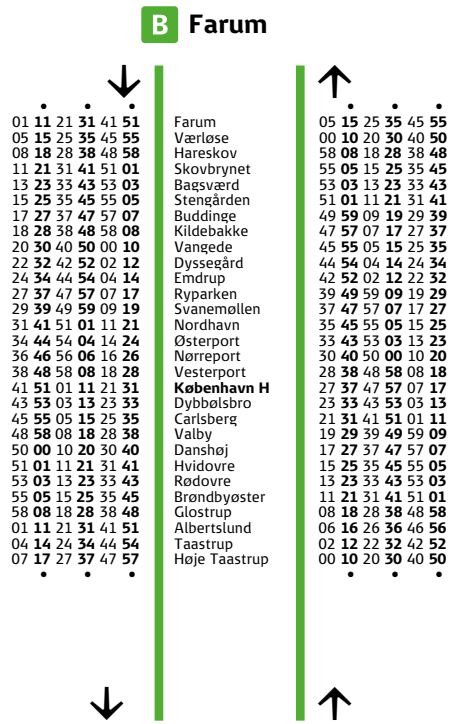 B Farum
01 11 21 31 41 51 Farum 05 15 25 35 45 55
05 15 25 35 45 55 Værløse 00 10 20 30 40 50
08 18 28 38 48 58 Hareskov 58 08 18 28 38 48
11 21 31 41 51 01 Skovbrynet 55 05 15 25 35 45
13 23 33 43 53 03 Bagsværd 53 03 13 23 33 43
15 25 35 45 55 05 Stengården 51 01 11 21 31 41
17 27 37 47 57 07 Buddinge 49 59 09 19 29 39
18 28 38 48 58 08 Kildebakke 47 57 07 17 27 37
20 30 40 50 00 10 Vangede 45 55 05 15 25 35
22 32 42 52 02 12 Dyssegård 44 54 04 14 24 34
24 34 44 54 04 14 Emdrup 42 52 02 12 22 32
27 37 47 57 07 17 Ryparken 39 49 59 09 19 29
29 39 49 59 09 19 Svanemøllen 37 47 57 07 17 27
31 41 51 01 11 21 Nordhavn 35 45 55 05 15 25
34 44 54 04 14 24 Østerport 33 43 53 03 13 23
36 46 56 06 16 26 Nørreport 30 40 50 00 10 20
38 48 58 08 18 28 Vesterport 28 38 48 58 08 18
41 51 01 11 21 31 København H 27 37 47 57 07 17
43 53 03 13 23 33 Dybbølsbro 23 33 43 53 03 13
45 55 05 15 25 35 Carlsberg 21 31 41 51 01 11
48 58 08 18 28 38 Valby 19 29 39 49 59 09
50 00 10 20 30 40 Danshøj 17 27 37 47 57 07
51 01 11 21 31 41 Hvidovre 15 25 35 45 55 05
53 03 13 23 33 43 Rødovre 13 23 33 43 53 03
55 05 15 25 35 45 Brøndbyøster 11 21 31 41 51 01
58 08 18 28 38 48 Glostrup 08 18 28 38 48 58
01 11 21 31 41 51 Albertslund 06 16 26 36 46 56
04 14 24 34 44 54 Taastrup 02 12 22 32 42 52
07 17 27 37 47 57 Høje Taastrup 00 10 20 30 40 50